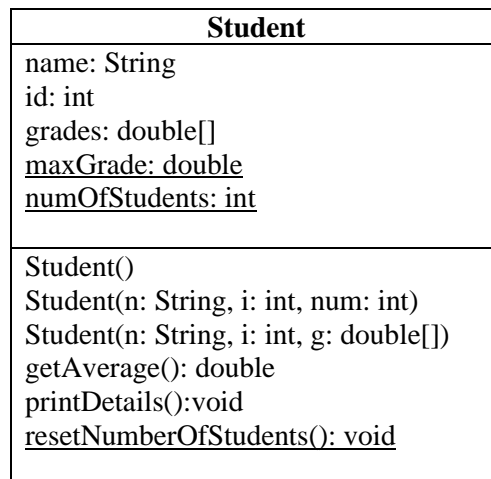 Student
name: String
id: int
grades: double[]
maxGrade: double
numOfStudents: int
Student()
Student(n: String, i: int, num: int)
Student(n: String, i: int, g: double[])
getAverage(): double
printDetails():void
resetNumberOfStudents(): void